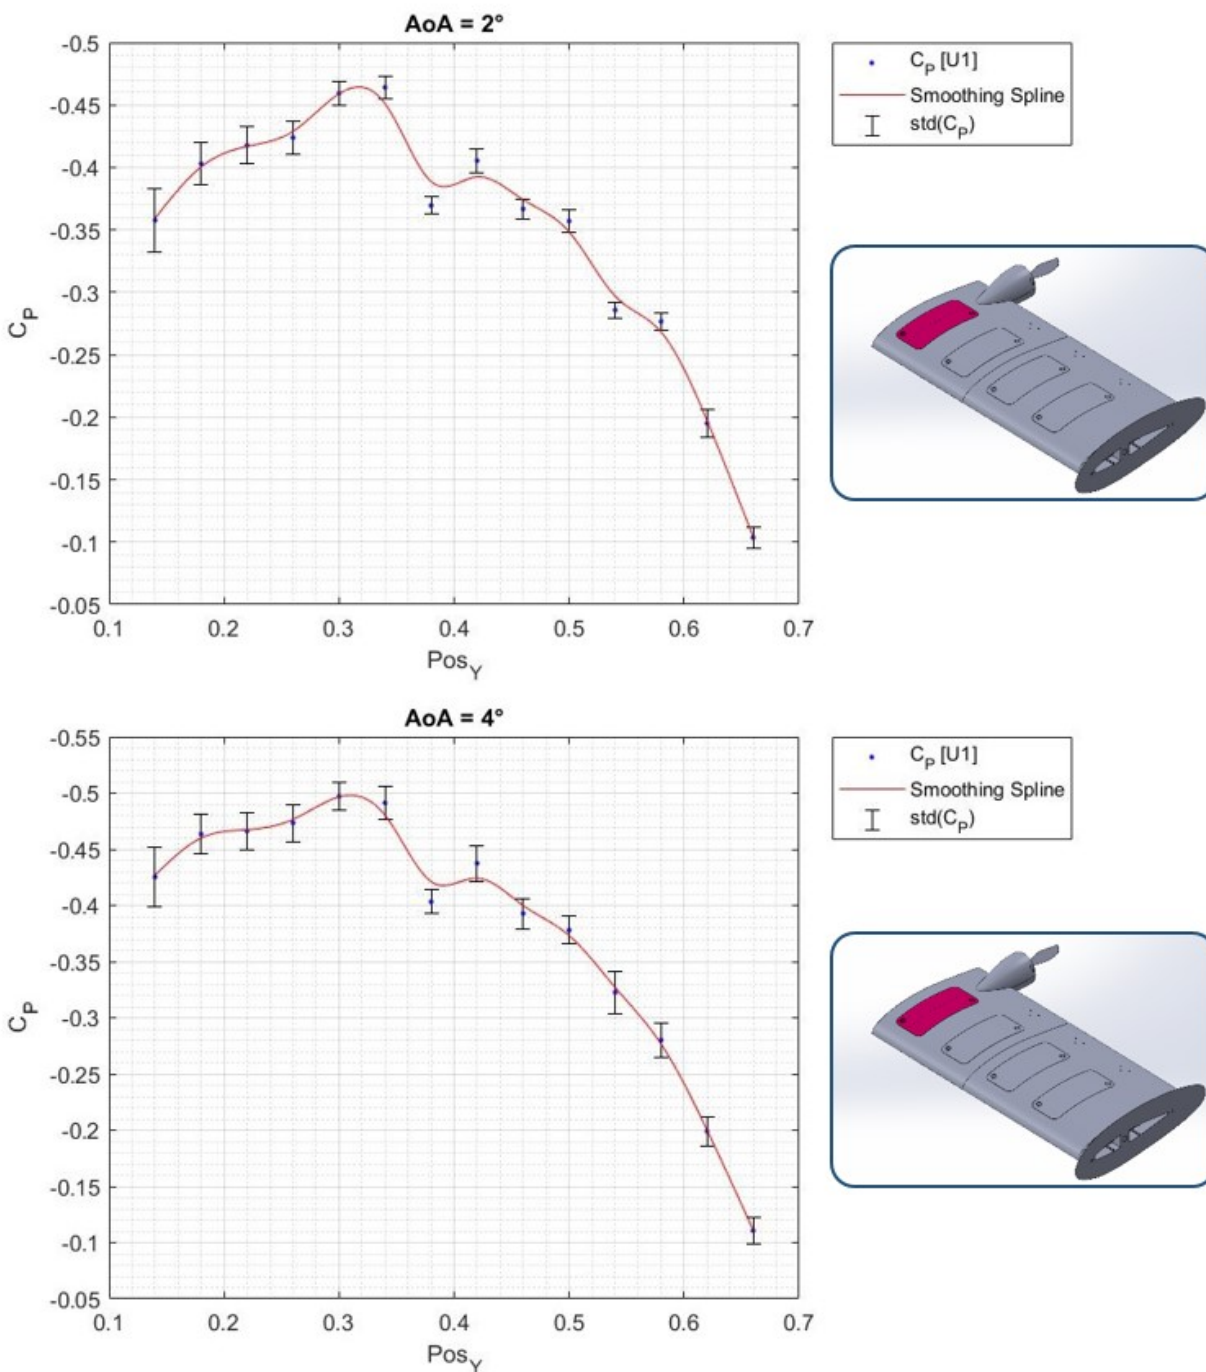 AoA = 2°
-0.5
-0.45
-0.4
-0.35
-0.3
-0.25
-0.2
-0.15
-0.1
-0.05
C_P
0.1 0.2 0.3 0.4 0.5 0.6 0.7
Pos_Y
C_P [U1]
Smoothing Spline
std(C_P)
AoA = 4°
-0.55
-0.5
-0.45
-0.4
-0.35
-0.3
-0.25
-0.2
-0.15
-0.1
-0.05
C_P
0.1 0.2 0.3 0.4 0.5 0.6 0.7
Pos_Y
C_P [U1]
Smoothing Spline
std(C_P)